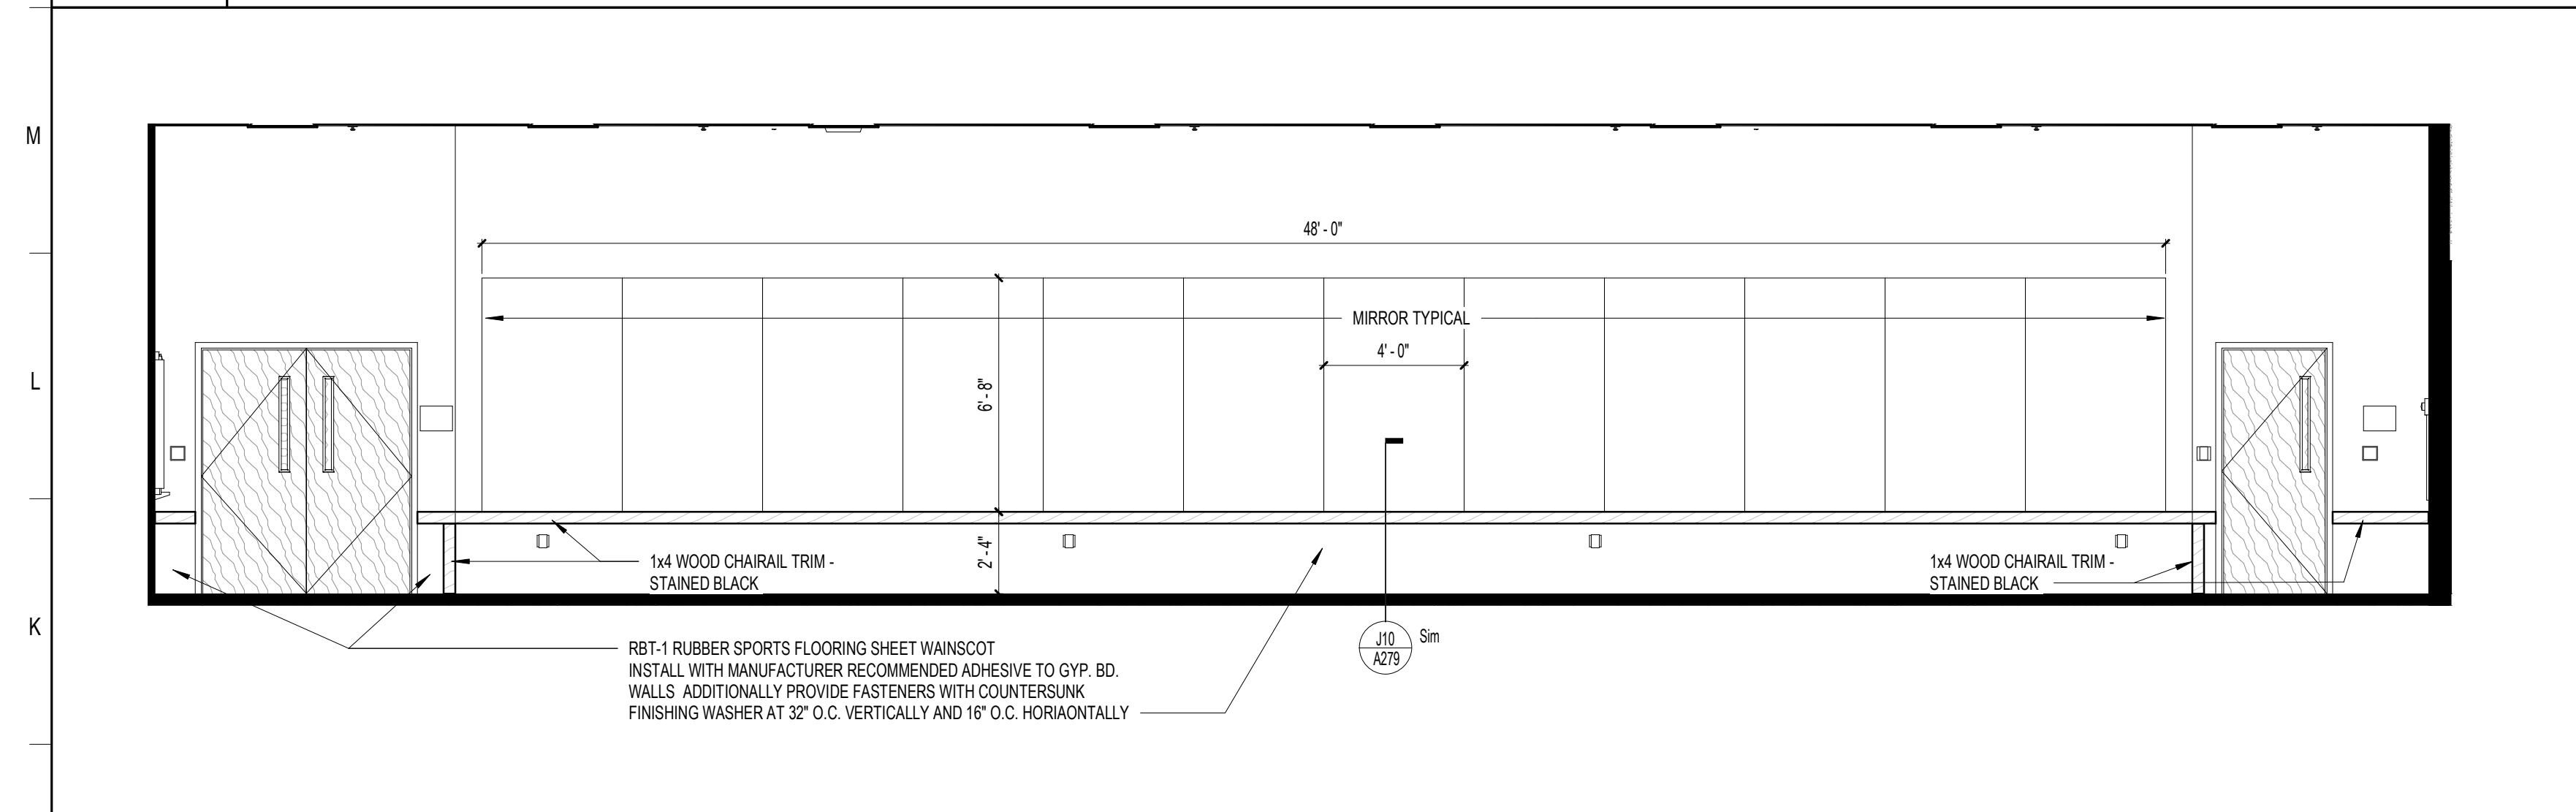 M
48' - 0"
MIRROR TYPICAL
4' - 0"
L
6' - 8"
2' - 4"
1x4 WOOD CHAIRAIL TRIM -
STAINED BLACK
1x4 WOOD CHAIRAIL TRIM -
STAINED BLACK
K
RBT-1 RUBBER SPORTS FLOORING SHEET WAINSCOT
INSTALL WITH MANUFACTURER RECOMMENDED ADHESIVE TO GYP. BD.
WALLS ADDITIONALLY PROVIDE FASTENERS WITH COUNTERSUNK
FINISHING WASHER AT 32" O.C. VERTICALLY AND 16" O.C. HORIAONTALLY
J10
A279
Sim